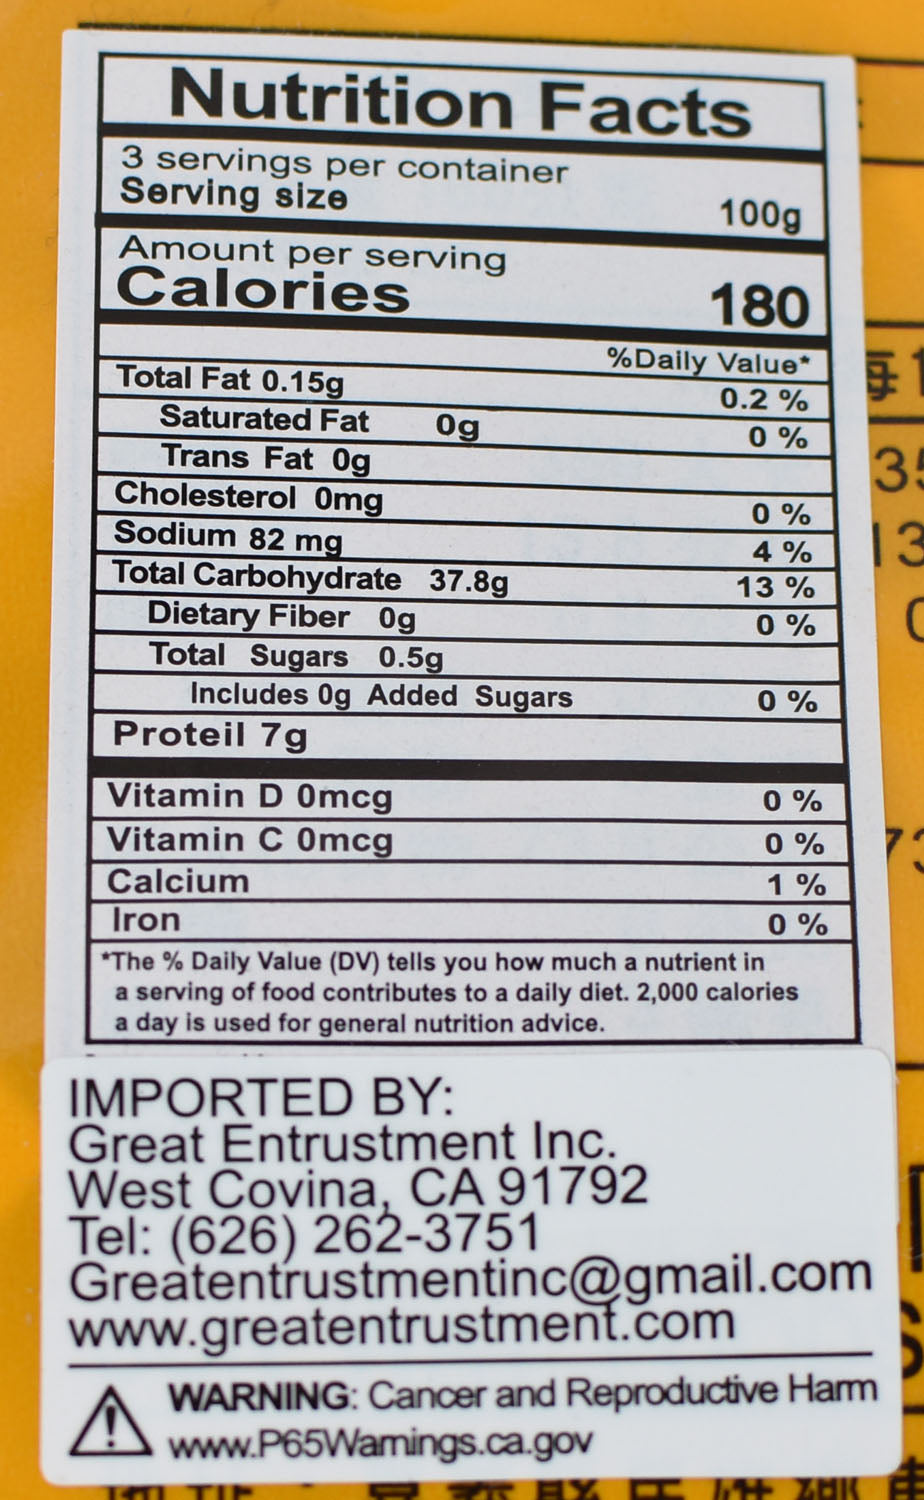 Nutrition Facts
3 servings per container
Serving size 100g
Amount per serving
Calories 180
%Daily Value*
Total Fat 0.15g 0.2 %
Saturated Fat 0g 0 %
Trans Fat 0g
Cholesterol 0mg 0 %
Sodium 82 mg 4 %
Total Carbohydrate 37.8g 13 %
Dietary Fiber 0g 0 %
Total Sugars 0.5g
Includes 0g Added Sugars 0 %
Proteil 7g
Vitamin D 0mcg 0 %
Vitamin C 0mcg 0 %
Calcium 1 %
Iron 0 %
*The % Daily Value (DV) tells you how much a nutrient in
a serving of food contributes to a daily diet. 2,000 calories
a day is used for general nutrition advice.
IMPORTED BY:
Great Entrustment Inc.
West Covina, CA 91792
Tel: (626) 262-3751
Greatentrustmentinc@gmail.com
www.greatentrustment.com
WARNING: Cancer and Reproductive Harm
www.P65Warnings.ca.gov